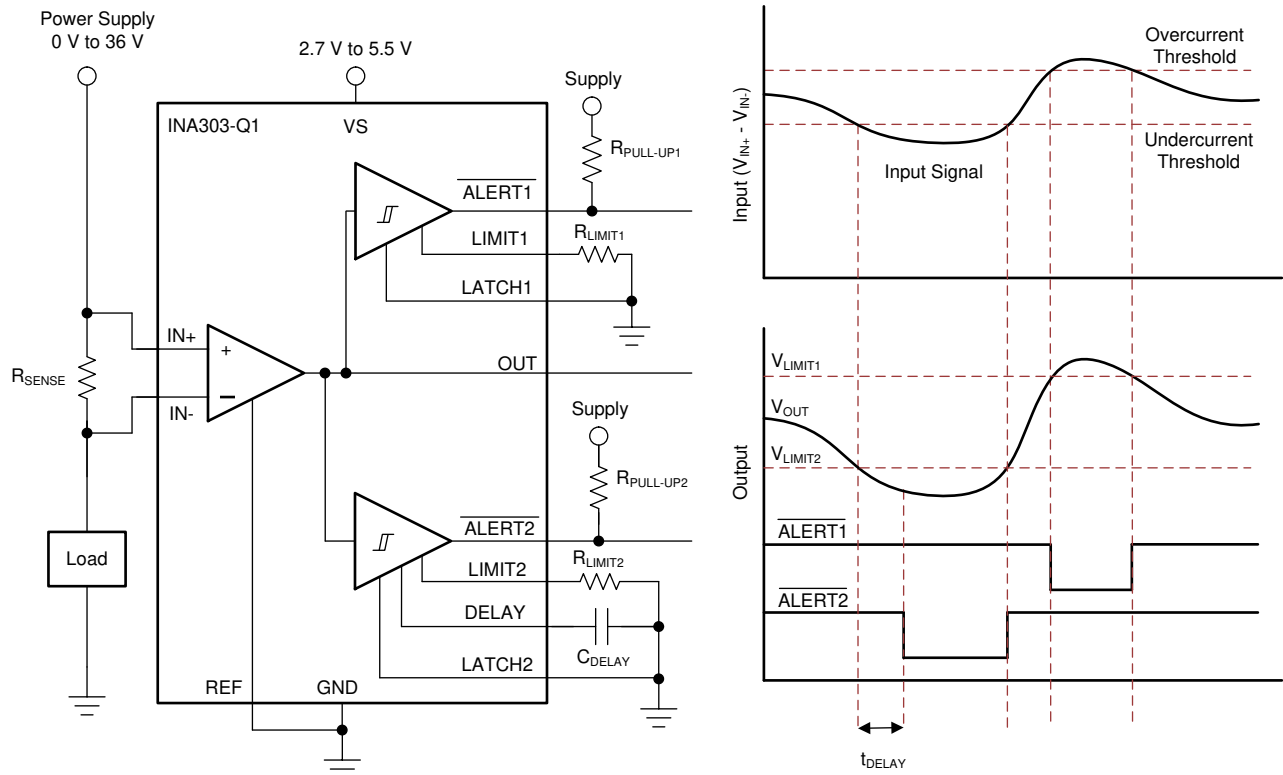 Power Supply
0 V to 36 V
2.7 V to 5.5 V
Supply
INA303-Q1
VS
RPULL-UP1
ALERT1
LIMIT1
RLIMIT1
LATCH1
IN+
+
RSENSE
OUT
IN-
-
Supply
RPULL-UP2
ALERT2
Load
RLIMIT2
LIMIT2
DELAY
CDELAY
LATCH2
REF
GND
Input (VIN+ - VIN-)
Overcurrent
Threshold
Undercurrent
Threshold
Input Signal
Output
VLIMIT1
VOUT
VLIMIT2
ALERT1
ALERT2
tDELAY